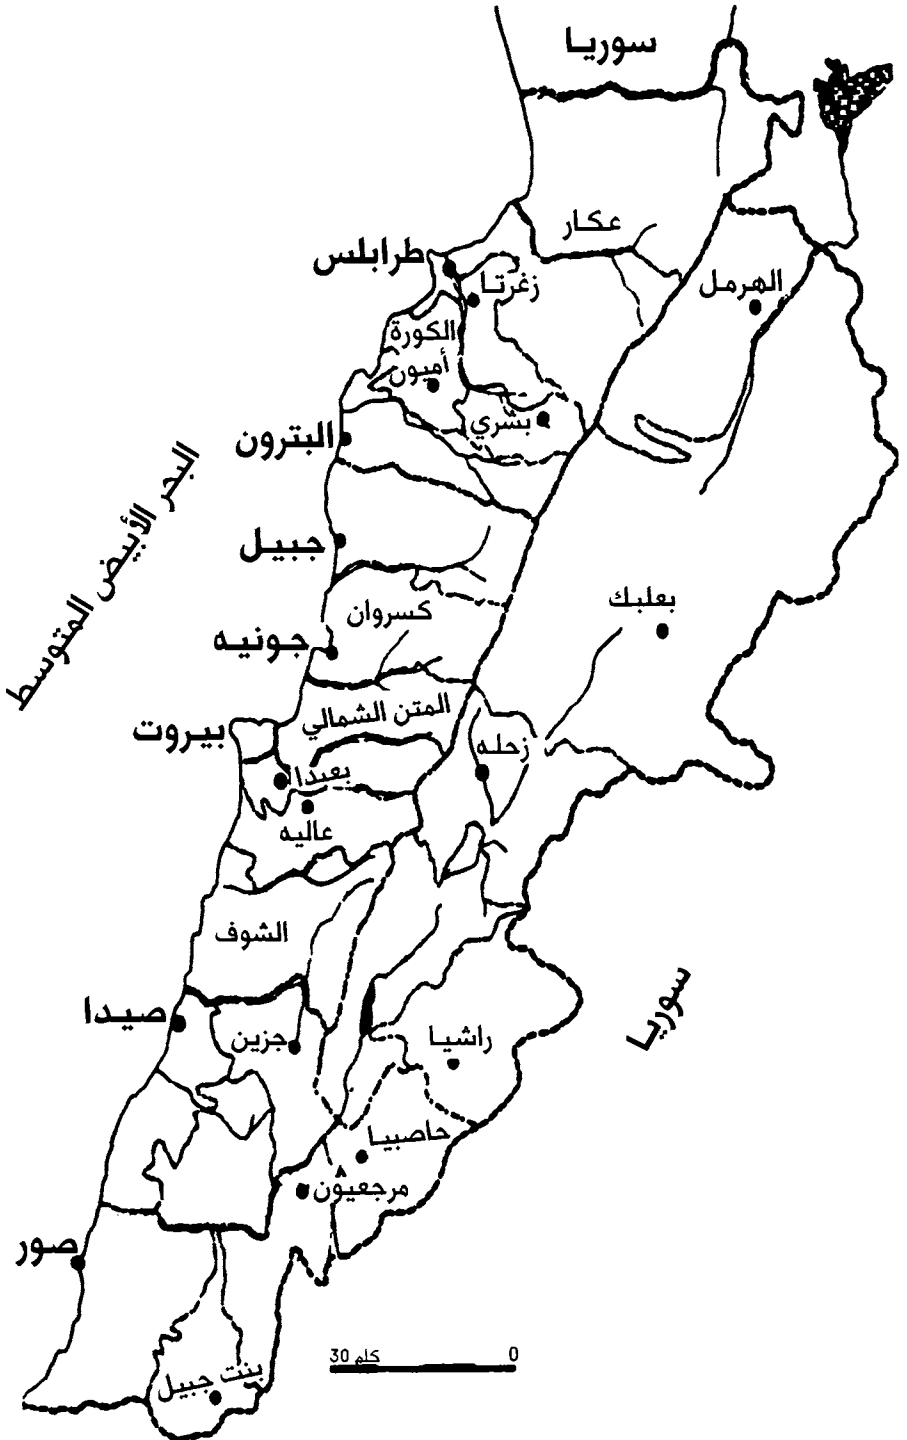 سوريا
عكار
طرابلس
زغرتا
الهرمل
الكورة
أميون
بشري
البترون
البحر الأبيض المتوسط
جبيل
بعلبك
كسروان
جونيه
المتن الشمالي
بيروت
زحله
بعبدا
عاليه
الشوف
صيدا
سوريا
جزين
راشيا
حاصبيا
مرجعيون
صور
بنت جبيل
30 كلم 0